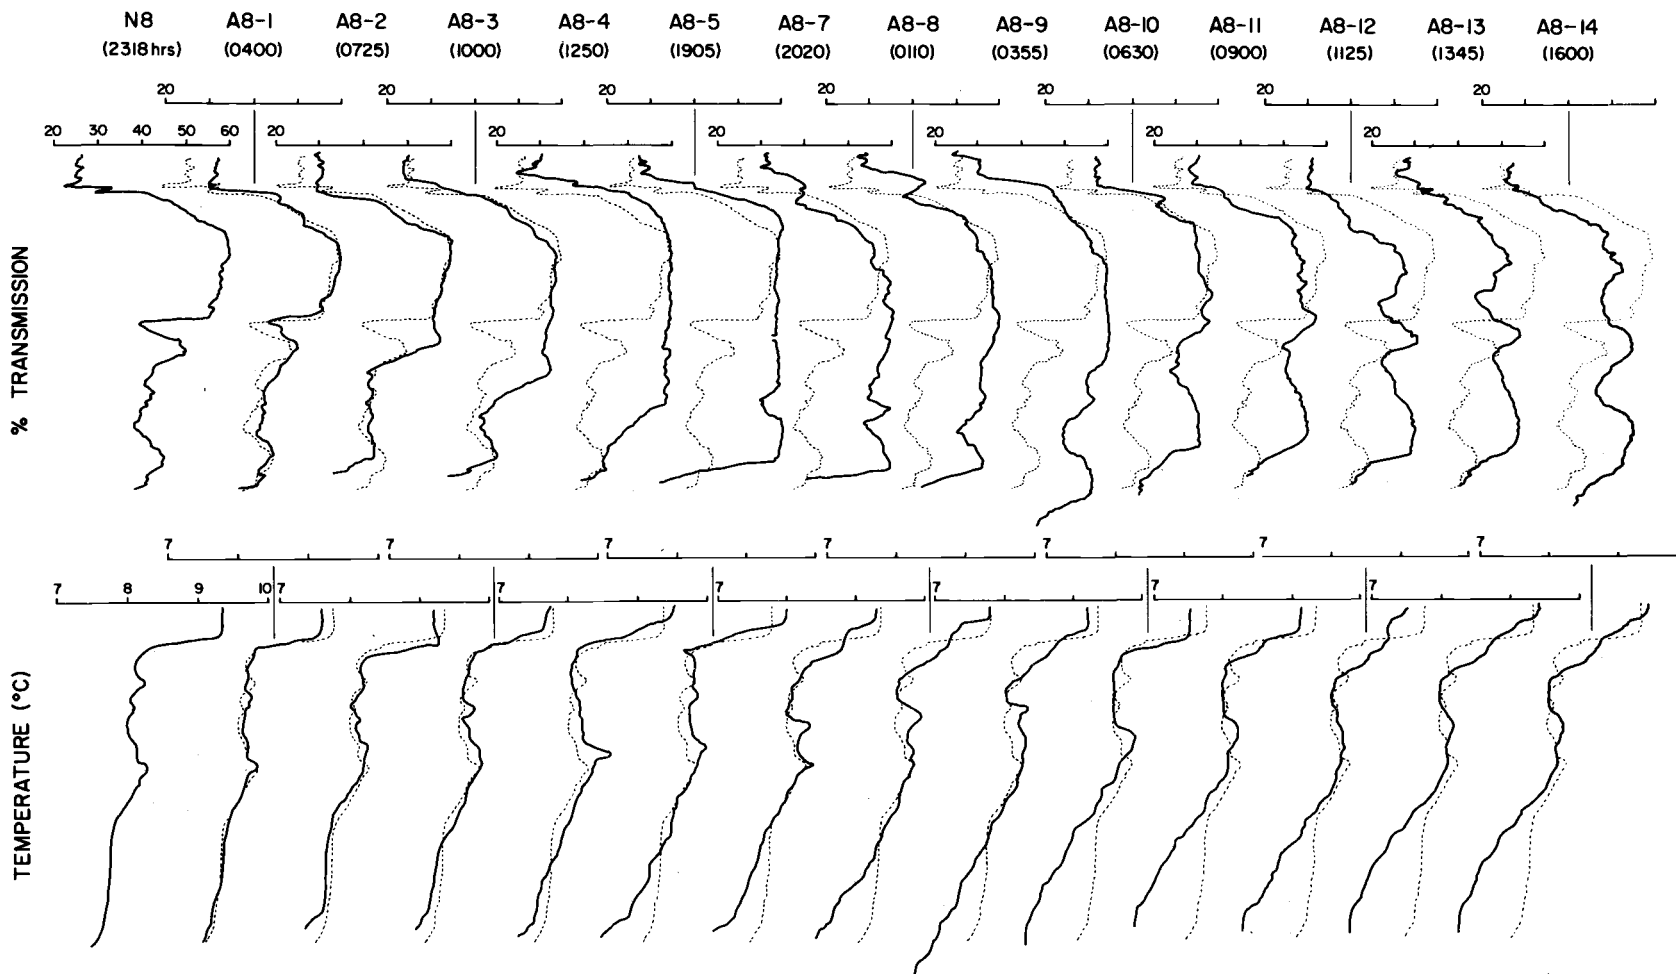 N8 A8-1 A8-2 A8-3 A8-4 A8-5 A8-7 A8-8 A8-9 A8-10 A8-11 A8-12 A8-13 A8-14
(2318hrs) (0400) (0725) (1000) (1250) (1905) (2020) (0110) (0355) (0630) (0900) (1125) (1345) (1600)
20 20 20 20 20 20 20
20 30 40 50 60 20 20 20 20 20 20
% TRANSMISSION
7 7 7 7 7 7 7
7 8 9 10 7 7 7 7 7 7
TEMPERATURE (°C)